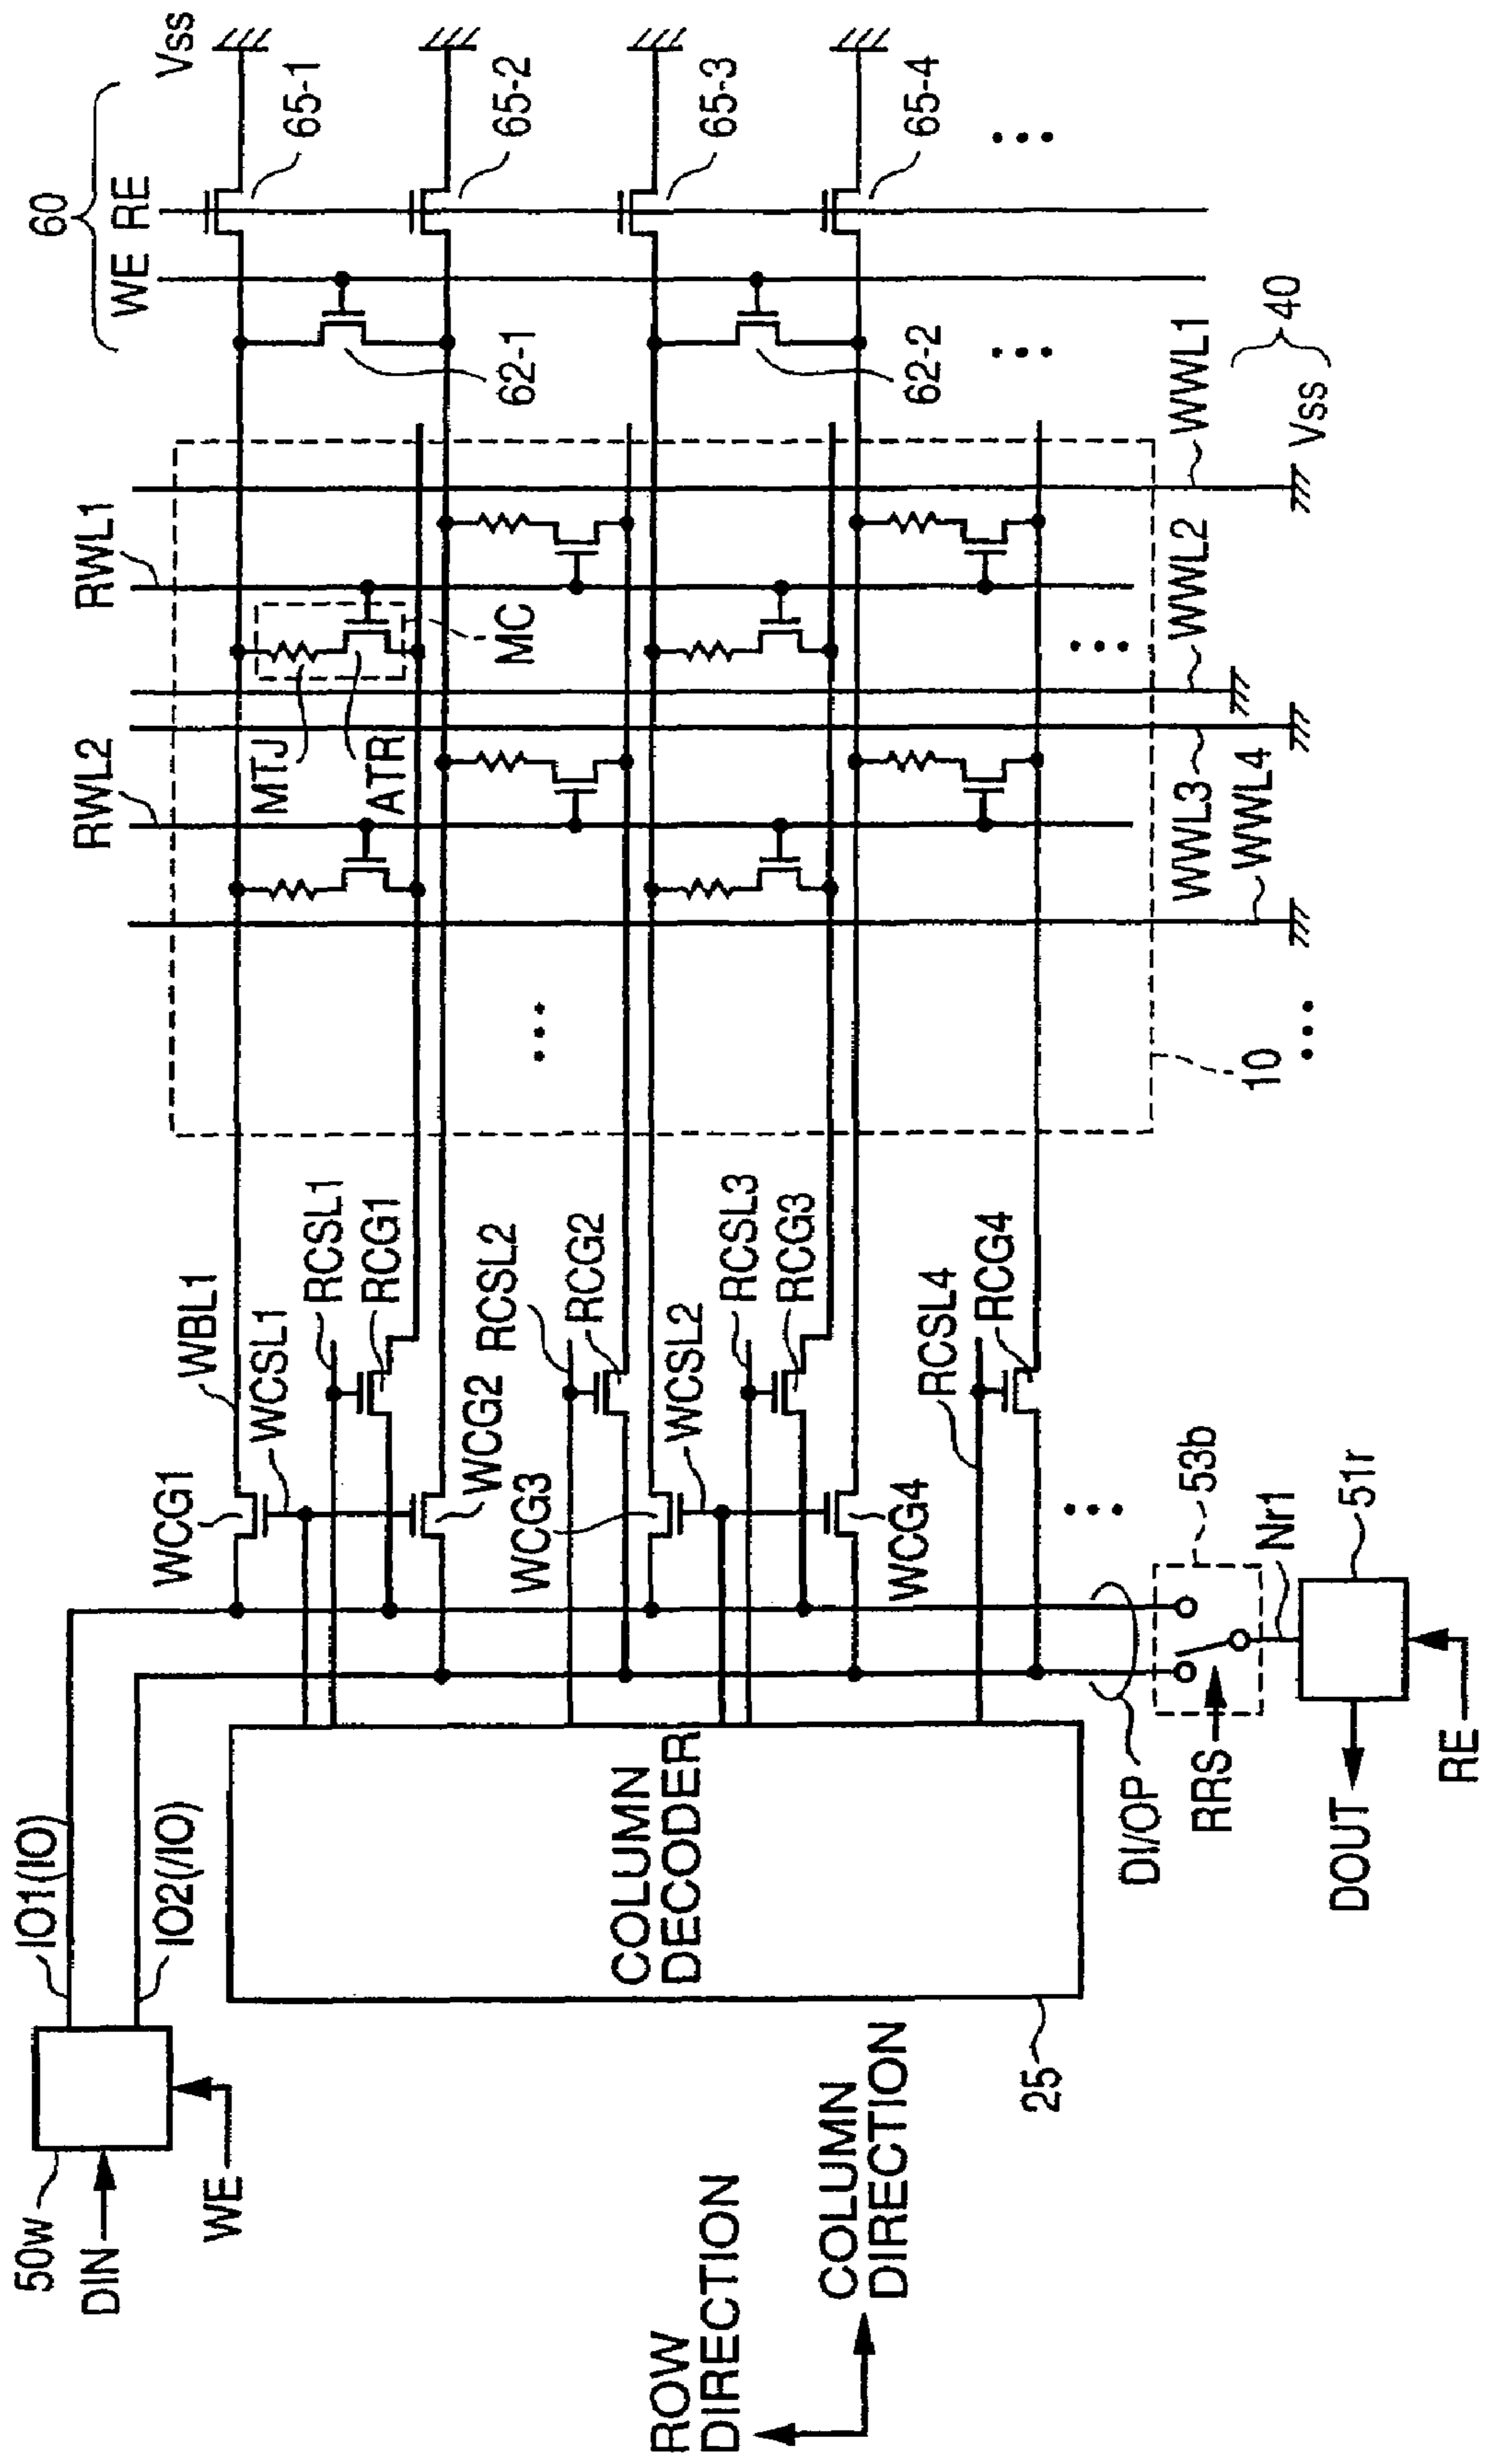 60
WE
RE
Vss
65-1
65-2
65-3
65-4
62-1
62-2
RWL1
RWL2
MTJ
ATR
MC
WWL1
WWL2
WWL3
WWL4
Vss
40
10
WBL1
WCSL1
RCSL1
RCG1
WCG1
WCG2
RCSL2
RCG2
WCG3
WCSL2
RCSL3
RCG3
WCG4
RCSL4
RCG4
IO1(IO)
IO2(/IO)
50w
DIN
WE
COLUMN
DECODER
25
DI/OP
53b
RRS
Nr1
51r
DOUT
RE
ROW
DIRECTION
COLUMN
DIRECTION